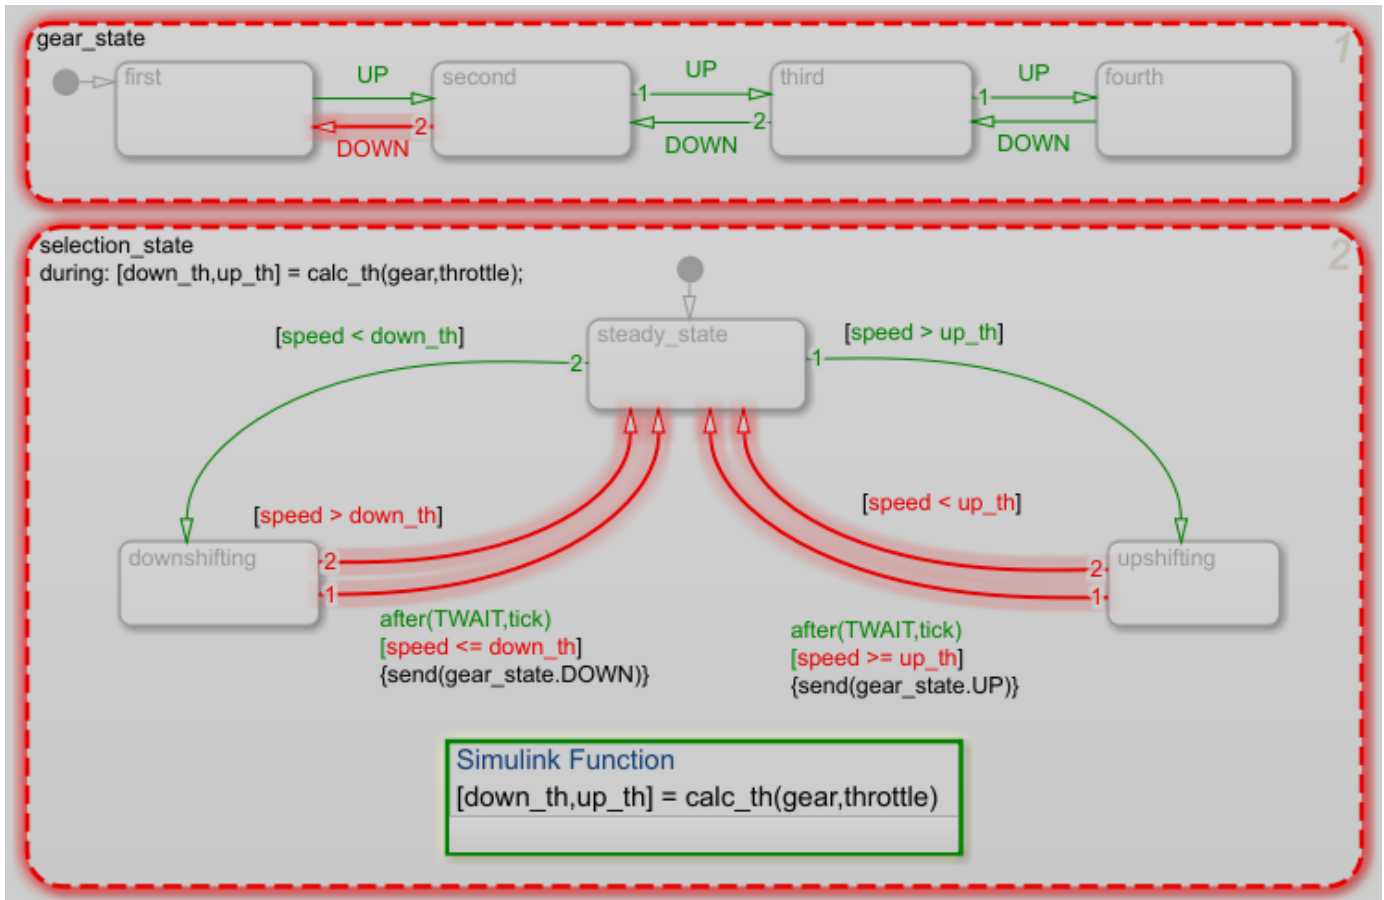 gear_state
1
first
UP
second
1
UP
third
1
UP
fourth
2
DOWN
2
DOWN
DOWN
selection_state
2
during: [down_th,up_th] = calc_th(gear,throttle);
[speed < down_th]
steady_state
[speed > up_th]
2
1
[speed > down_th]
[speed < up_th]
downshifting
2
1
upshifting
2
1
after(TWAIT,tick)
[speed <= down_th]
{send(gear_state.DOWN)}
after(TWAIT,tick)
[speed >= up_th]
{send(gear_state.UP)}
Simulink Function
[down_th,up_th] = calc_th(gear,throttle)